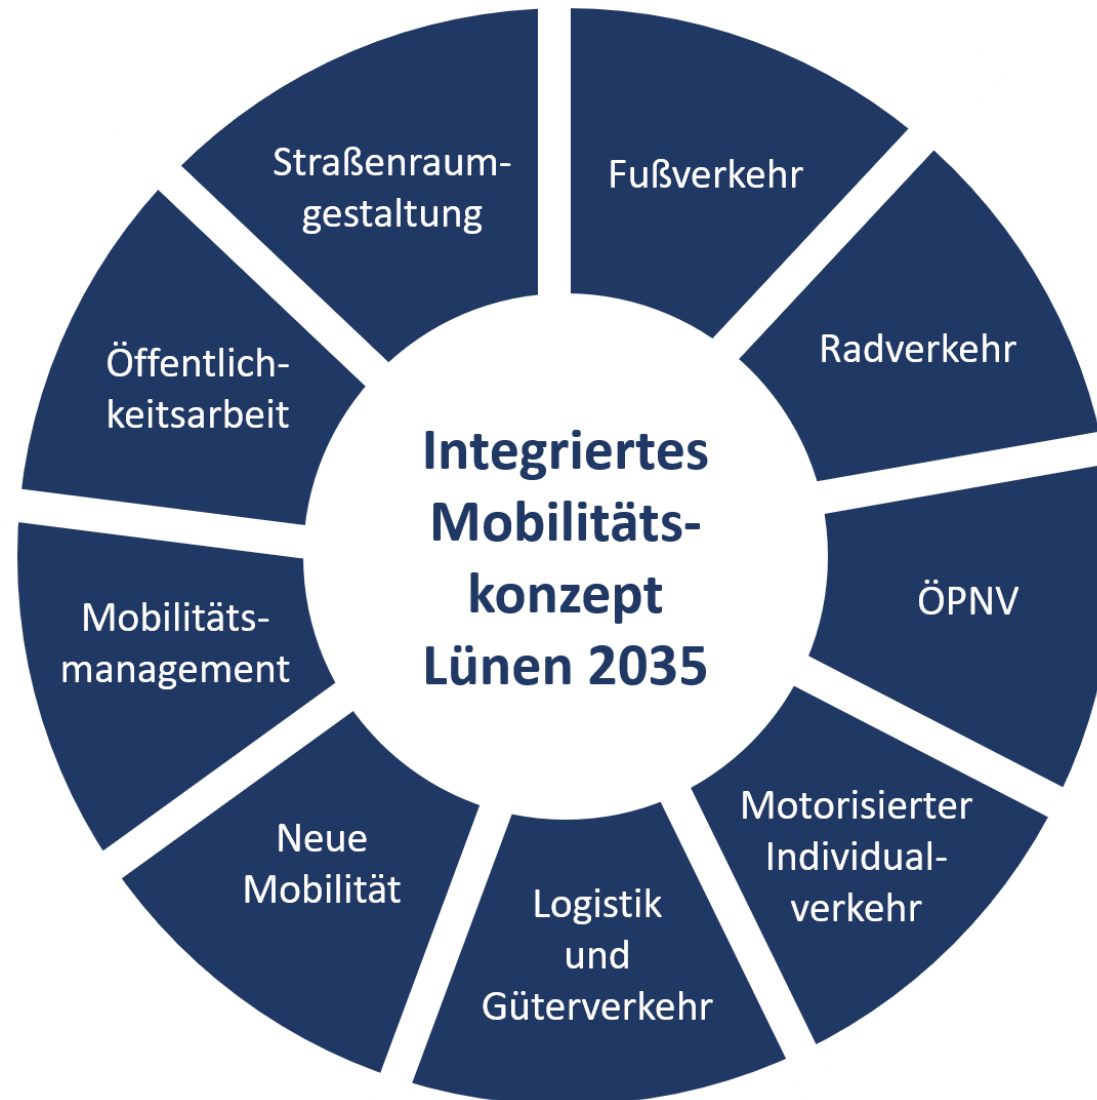 Straßenraum-
gestaltung
Fußverkehr
Radverkehr
ÖPNV
Motorisierter
Individual-
verkehr
Logistik
und
Güterverkehr
Neue
Mobilität
Mobilitäts-
management
Öffentlich-
keitsarbeit
Integriertes
Mobilitäts-
konzept
Lünen 2035